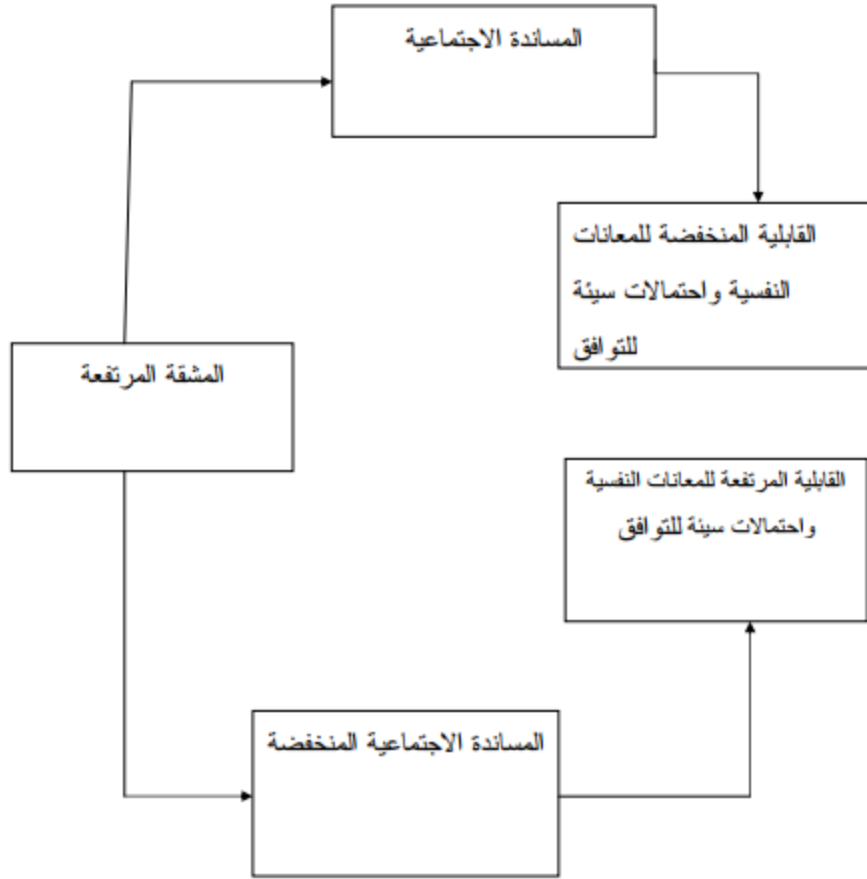 المساندة الاجتماعية
القابلية المنخفضة للمعانات
النفسية واحتمالات سيئة
للتوافق
المشقة المرتفعة
القابلية المرتفعة للمعانات النفسية
واحتمالات سيئة للتوافق
المساندة الاجتماعية المنخفضة